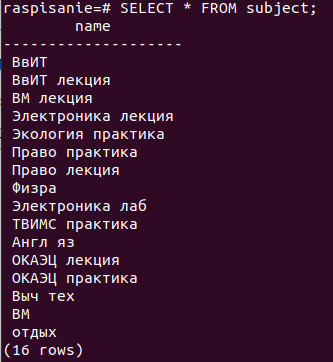 raspisanie=# SELECT * FROM subject;
name
--------------------
ВвИТ
ВвИТ лекция
ВМ лекция
Электроника лекция
Экология практика
Право практика
Право лекция
Физра
Электроника лаб
ТВИМС практика
Англ яз
ОКАЭЦ лекция
ОКАЭЦ практика
Выч тех
ВМ
отдых
(16 rows)